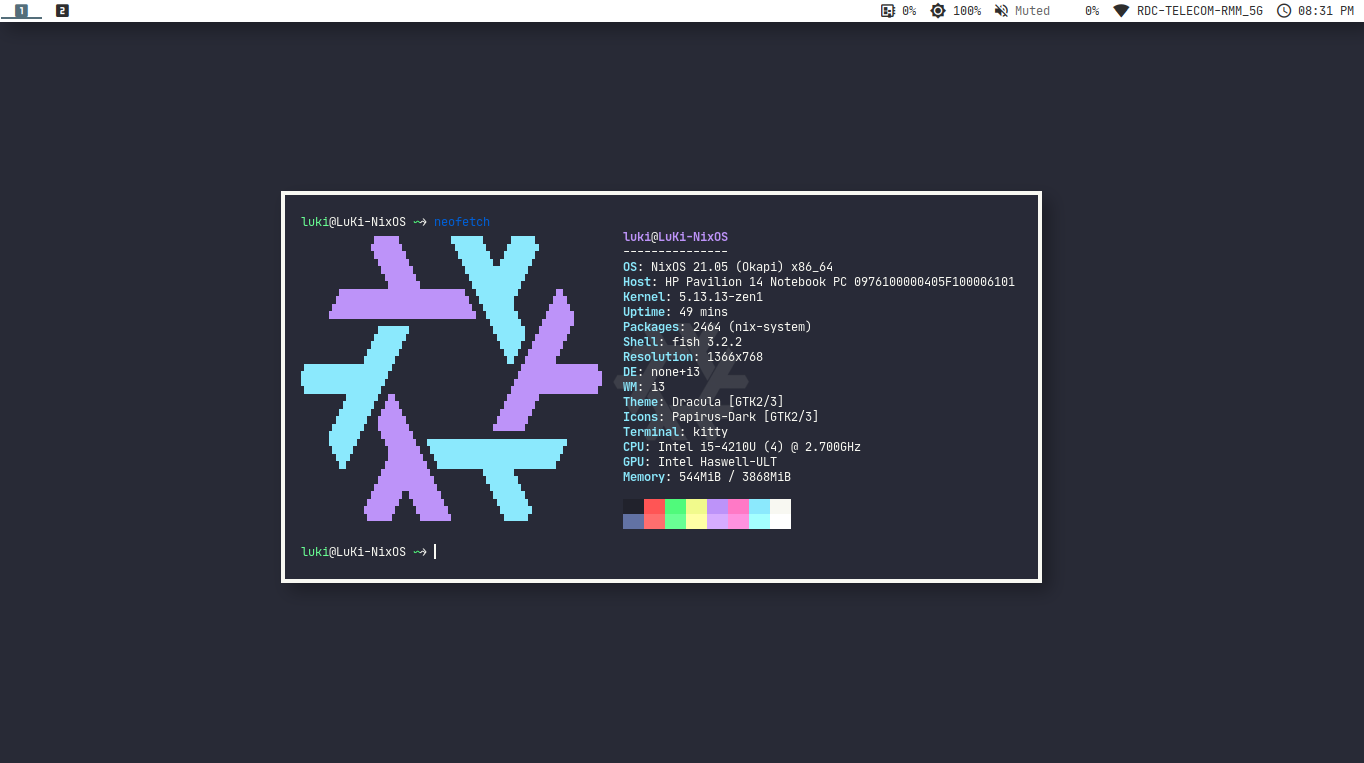 1 2 0% 100% Muted 0% RDC-TELECOM-RMM_5G 08:31 PM
luki@LuKi-NixOS ~> neofetch
luki@LuKi-NixOS
---------------
OS: NixOS 21.05 (Okapi) x86_64
Host: HP Pavilion 14 Notebook PC 0976100000405F100006101
Kernel: 5.13.13-zen1
Uptime: 49 mins
Packages: 2464 (nix-system)
Shell: fish 3.2.2
Resolution: 1366x768
DE: none+i3
WM: i3
Theme: Dracula [GTK2/3]
Icons: Papirus-Dark [GTK2/3]
Terminal: kitty
CPU: Intel i5-4210U (4) @ 2.700GHz
GPU: Intel Haswell-ULT
Memory: 544MiB / 3868MiB
luki@LuKi-NixOS ~>